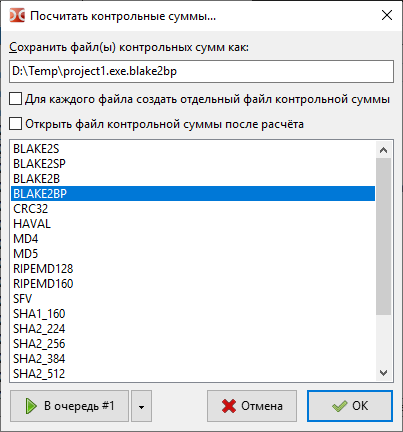 Посчитать контрольные суммы...
Сохранить файл(ы) контрольных сумм как:
D:\Temp\project1.exe.blake2bp
Для каждого файла создать отдельный файл контрольной суммы
Открыть файл контрольной суммы после расчёта
BLAKE2S
BLAKE2SP
BLAKE2B
BLAKE2BP
CRC32
HAVAL
MD4
MD5
RIPEMD128
RIPEMD160
SFV
SHA1_160
SHA2_224
SHA2_256
SHA2_384
SHA2_512
В очередь #1
Отмена
OK